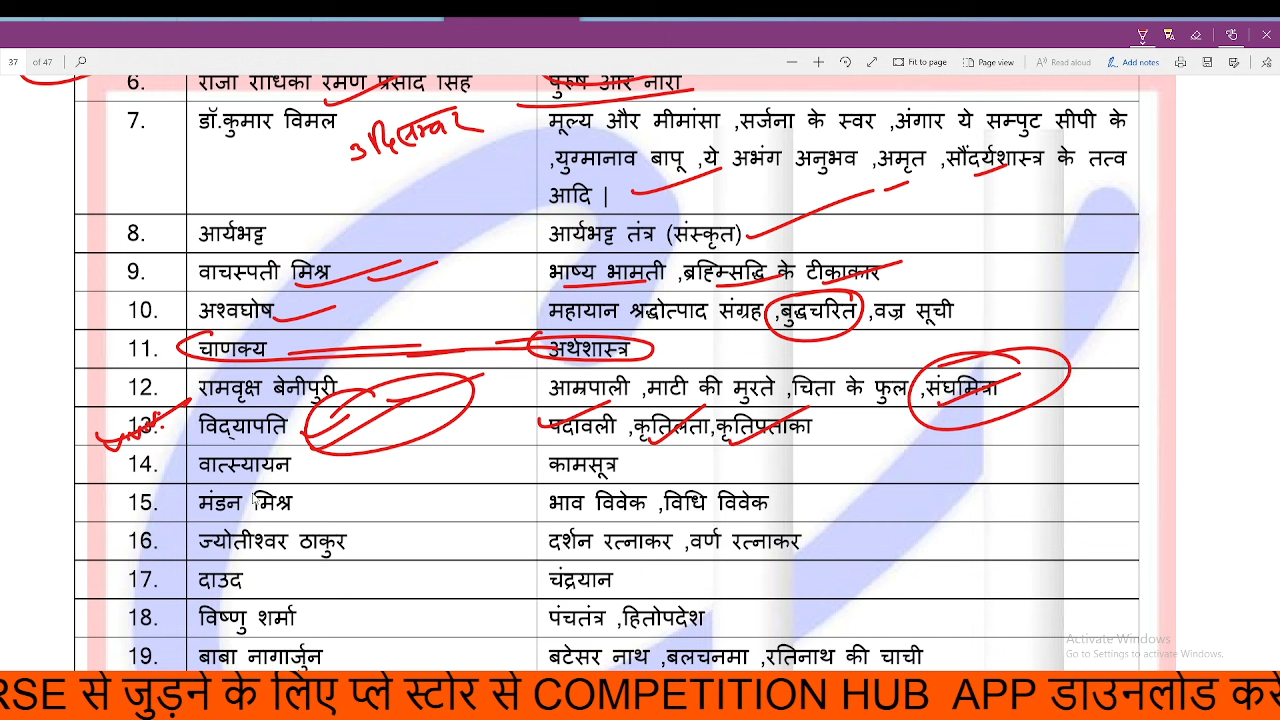 37 of 47 Fit to page Page view Read aloud Add notes
6. राजा राधिका रमण प्रसाद सिंह पुरुष और नारी
7. डॉ.कुमार विमल मूल्य और मीमांसा ,सर्जना के स्वर ,अंगार ये सम्पुट सीपी के
,युग्मानाव बापू ,ये अभंग अनुभव ,अमृत ,सौंदर्यशास्त्र के तत्व
आदि |
8. आर्यभट्ट आर्यभट्ट तंत्र (संस्कृत)
9. वाचस्पती मिश्र भाष्य भामती ,ब्रह्म्सिद्धि के टीकाकार
10. अश्वघोष महायान श्रद्धोत्पाद संग्रह ,बुद्धचरित ,वज्र सूची
11. चाणक्य अर्थशास्त्र
12. रामवृक्ष बेनीपुरी आम्रपाली ,माटी की मुरते ,चिता के फुल ,संघमित्रा
13. विद्यापति पदावली ,कृतिलता,कृतिपताका
14. वात्स्यायन कामसूत्र
15. मंडन मिश्र भाव विवेक ,विधि विवेक
16. ज्योतीश्वर ठाकुर दर्शन रत्नाकर ,वर्ण रत्नाकर
17. दाउद चंद्रयान
18. विष्णु शर्मा पंचतंत्र ,हितोपदेश
19. बाबा नागार्जुन बटेसर नाथ ,बलचनमा ,रतिनाथ की चाची
Activate Windows
Go to Settings to activate Windows.
RSE से जुड़ने के लिए प्ले स्टोर से COMPETITION HUB APP डाउनलोड करे